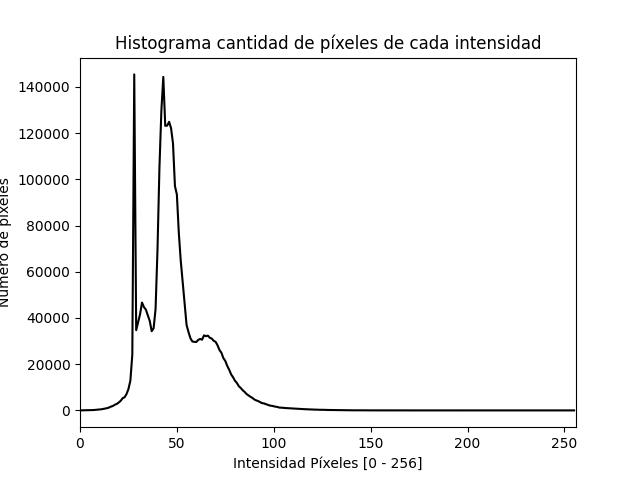 Histograma cantidad de píxeles de cada intensidad
Número de píxeles
140000
120000
100000
80000
60000
40000
20000
0
0 50 100 150 200 250
Intensidad Píxeles [0 - 256]